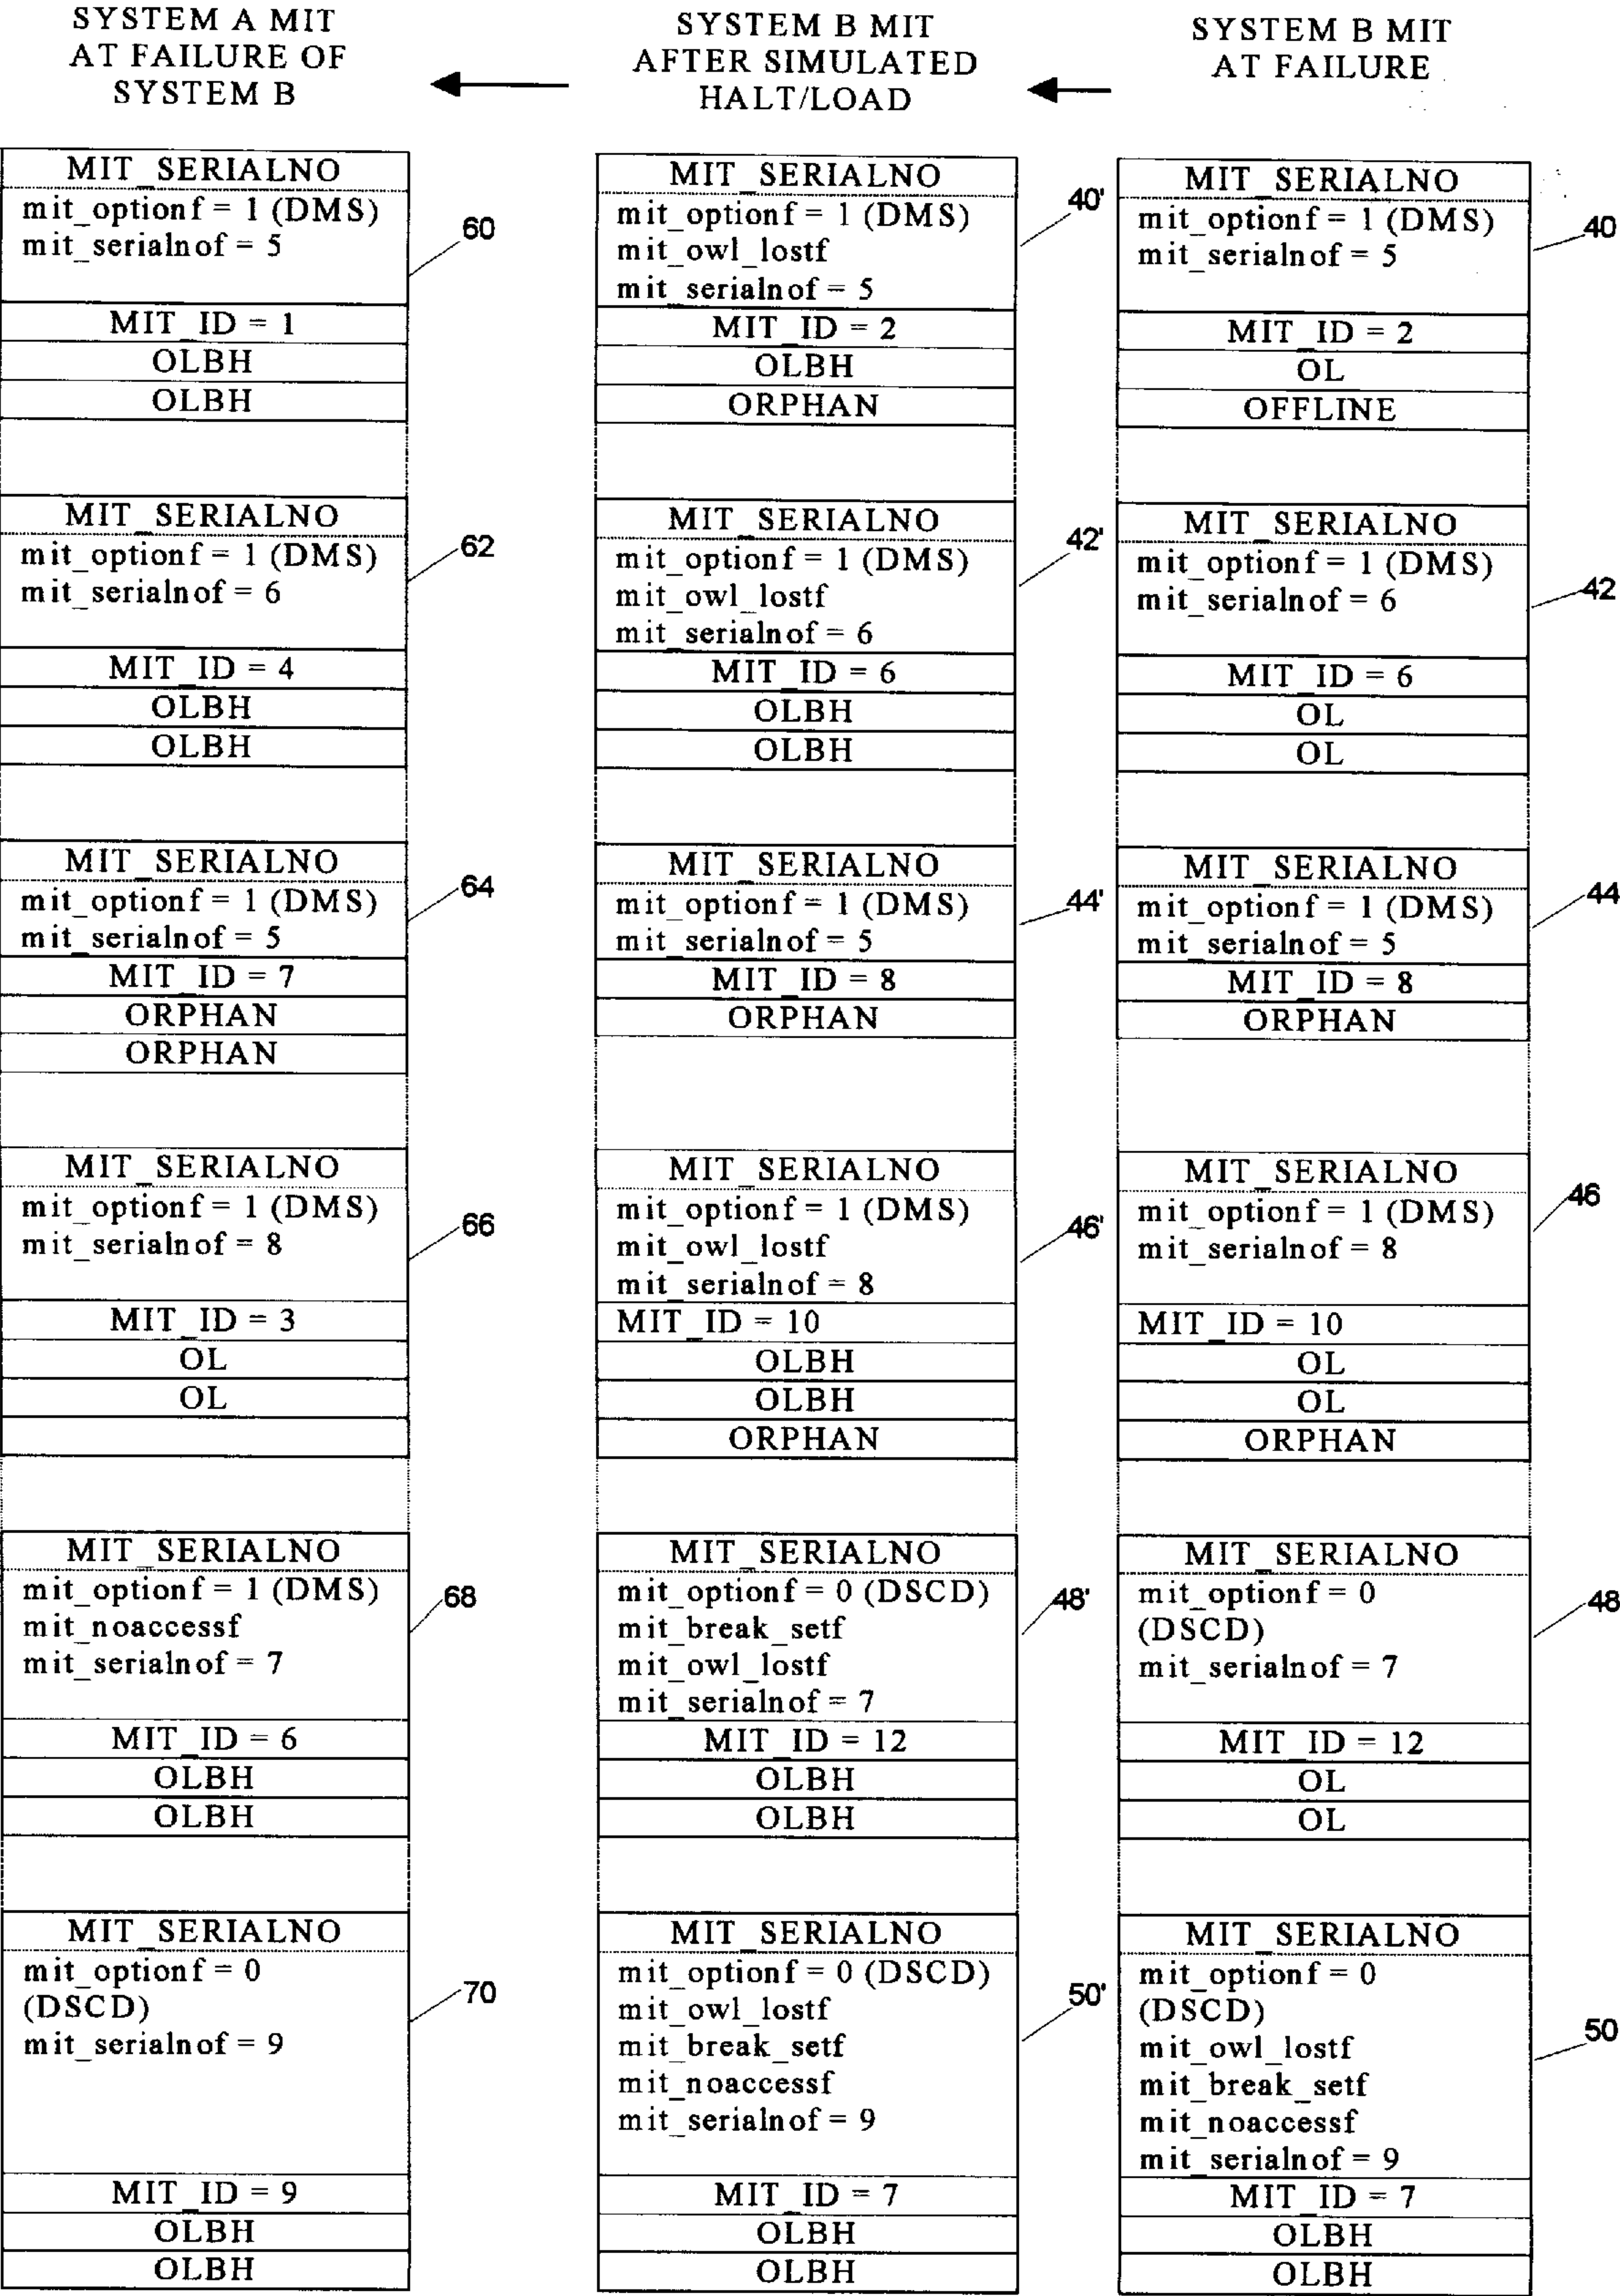 SYSTEM A MIT
AT FAILURE OF
SYSTEM B
MIT_SERIALNO
mit_optionf = 1 (DMS)
mit_serialnof = 5
60
MIT_ID = 1
OLBH
OLBH
MIT_SERIALNO
mit_optionf = 1 (DMS)
mit_serialnof = 6
62
MIT_ID = 4
OLBH
OLBH
MIT_SERIALNO
mit_optionf = 1 (DMS)
mit_serialnof = 5
64
MIT_ID = 7
ORPHAN
ORPHAN
MIT_SERIALNO
mit_optionf = 1 (DMS)
mit_serialnof = 8
66
MIT_ID = 3
OL
OL
MIT_SERIALNO
mit_optionf = 1 (DMS)
mit_noaccessf
mit_serialnof = 7
68
MIT_ID = 6
OLBH
OLBH
MIT_SERIALNO
mit_optionf = 0
(DSCD)
mit_serialnof = 9
70
MIT_ID = 9
OLBH
OLBH
SYSTEM B MIT
AFTER SIMULATED
HALT/LOAD
MIT_SERIALNO
mit_optionf = 1 (DMS)
mit_owl_lostf
mit_serialnof = 5
40'
MIT_ID = 2
OLBH
ORPHAN
MIT_SERIALNO
mit_optionf = 1 (DMS)
mit_owl_lostf
mit_serialnof = 6
42'
MIT_ID = 6
OLBH
OLBH
MIT_SERIALNO
mit_optionf = 1 (DMS)
mit_serialnof = 5
44'
MIT_ID = 8
ORPHAN
MIT_SERIALNO
mit_optionf = 1 (DMS)
mit_owl_lostf
mit_serialnof = 8
46'
MIT_ID = 10
OLBH
OLBH
ORPHAN
MIT_SERIALNO
mit_optionf = 0 (DSCD)
mit_break_setf
mit_owl_lostf
mit_serialnof = 7
48'
MIT_ID = 12
OLBH
OLBH
MIT_SERIALNO
mit_optionf = 0 (DSCD)
mit_owl_lostf
mit_break_setf
mit_noaccessf
mit_serialnof = 9
50'
MIT_ID = 7
OLBH
OLBH
SYSTEM B MIT
AT FAILURE
MIT_SERIALNO
mit_optionf = 1 (DMS)
mit_serialnof = 5
40
MIT_ID = 2
OL
OFFLINE
MIT_SERIALNO
mit_optionf = 1 (DMS)
mit_serialnof = 6
42
MIT_ID = 6
OL
OL
MIT_SERIALNO
mit_optionf = 1 (DMS)
mit_serialnof = 5
44
MIT_ID = 8
ORPHAN
MIT_SERIALNO
mit_optionf = 1 (DMS)
mit_serialnof = 8
46
MIT_ID = 10
OL
OL
ORPHAN
MIT_SERIALNO
mit_optionf = 0
(DSCD)
mit_serialnof = 7
48
MIT_ID = 12
OL
OL
MIT_SERIALNO
mit_optionf = 0
(DSCD)
mit_owl_lostf
mit_break_setf
mit_noaccessf
mit_serialnof = 9
50
MIT_ID = 7
OLBH
OLBH